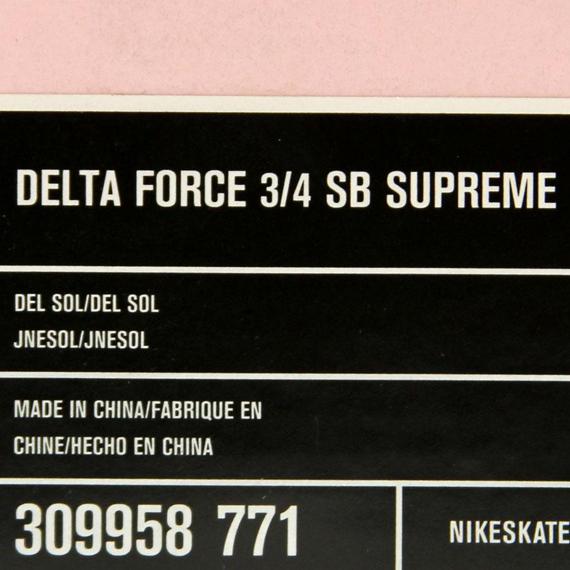 DELTA FORCE 3/4 SB SUPREME
DEL SOL/DEL SOL
JNESOL/JNESOL
MADE IN CHINA/FABRIQUE EN
CHINE/HECHO EN CHINA
309958 771
NIKESKATE